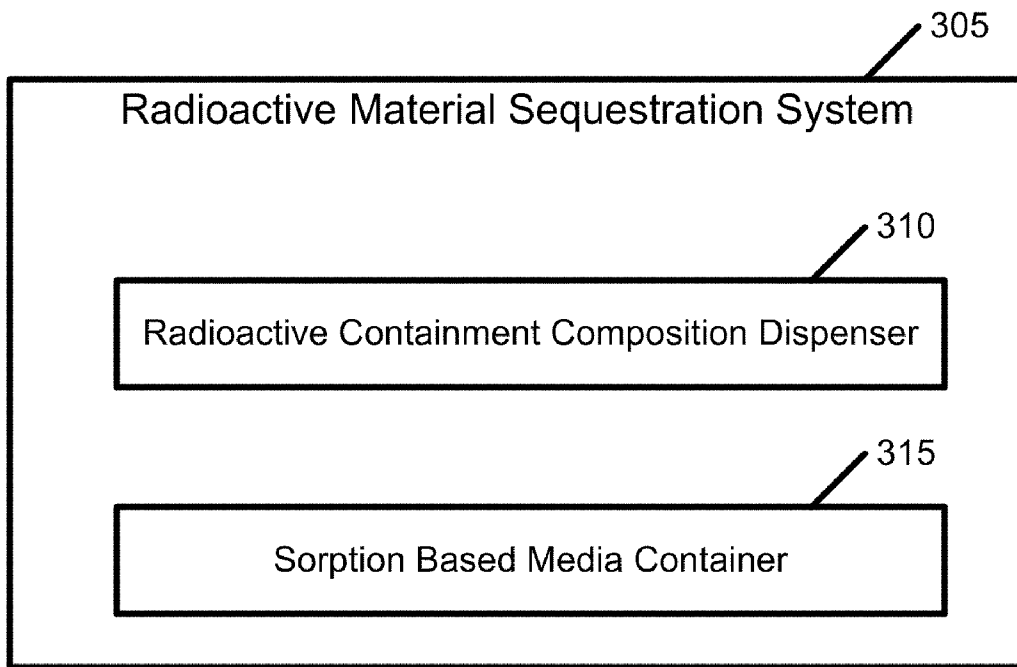 305
Radioactive Material Sequestration System
310
Radioactive Containment Composition Dispenser
315
Sorption Based Media Container